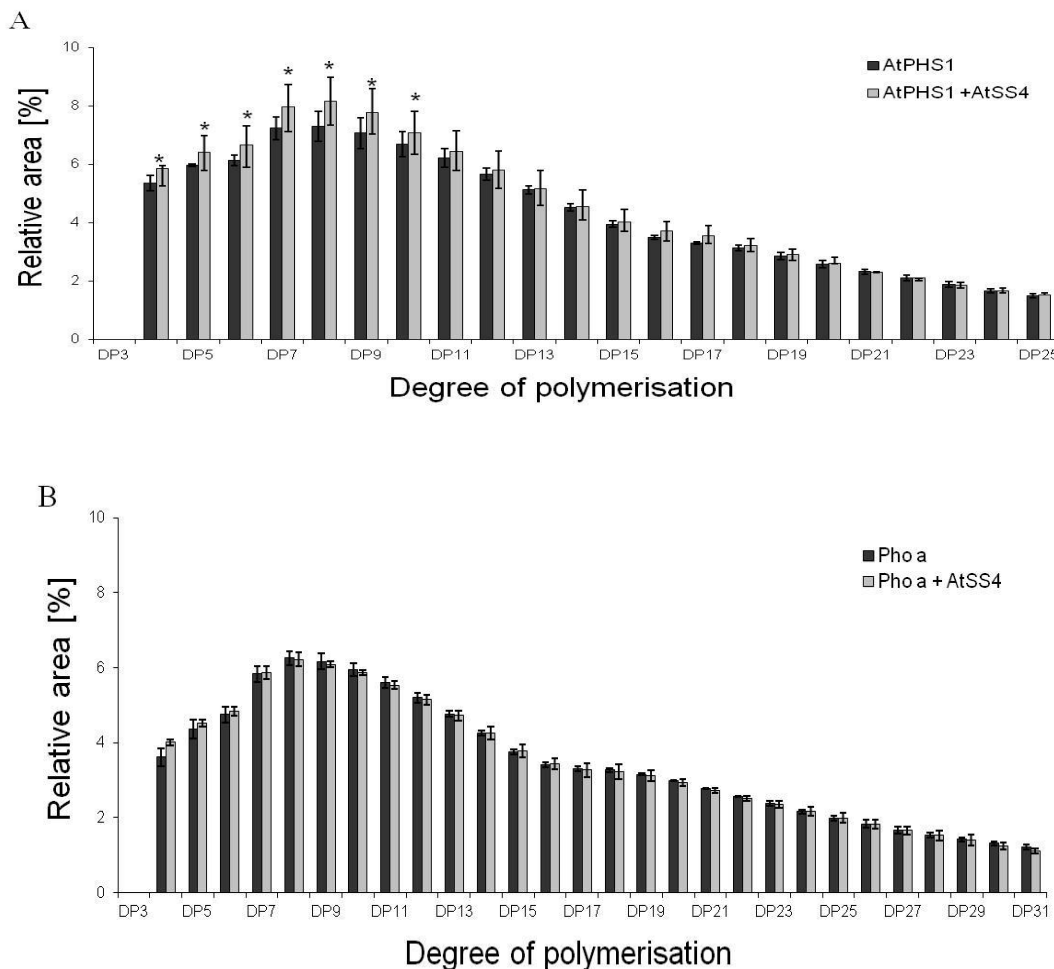 A
10
8
6
4
2
0
Relative area [%]
AtPHS1
AtPHS1 +AtSS4
* * * * * * *
DP3 DP5 DP7 DP9 DP11 DP13 DP15 DP17 DP19 DP21 DP23 DP25
Degree of polymerisation
B
10
8
6
4
2
0
Relative area [%]
Pho a
Pho a + AtSS4
DP3 DP5 DP7 DP9 DP11 DP13 DP15 DP17 DP19 DP21 DP23 DP25 DP27 DP29 DP31
Degree of polymerisation